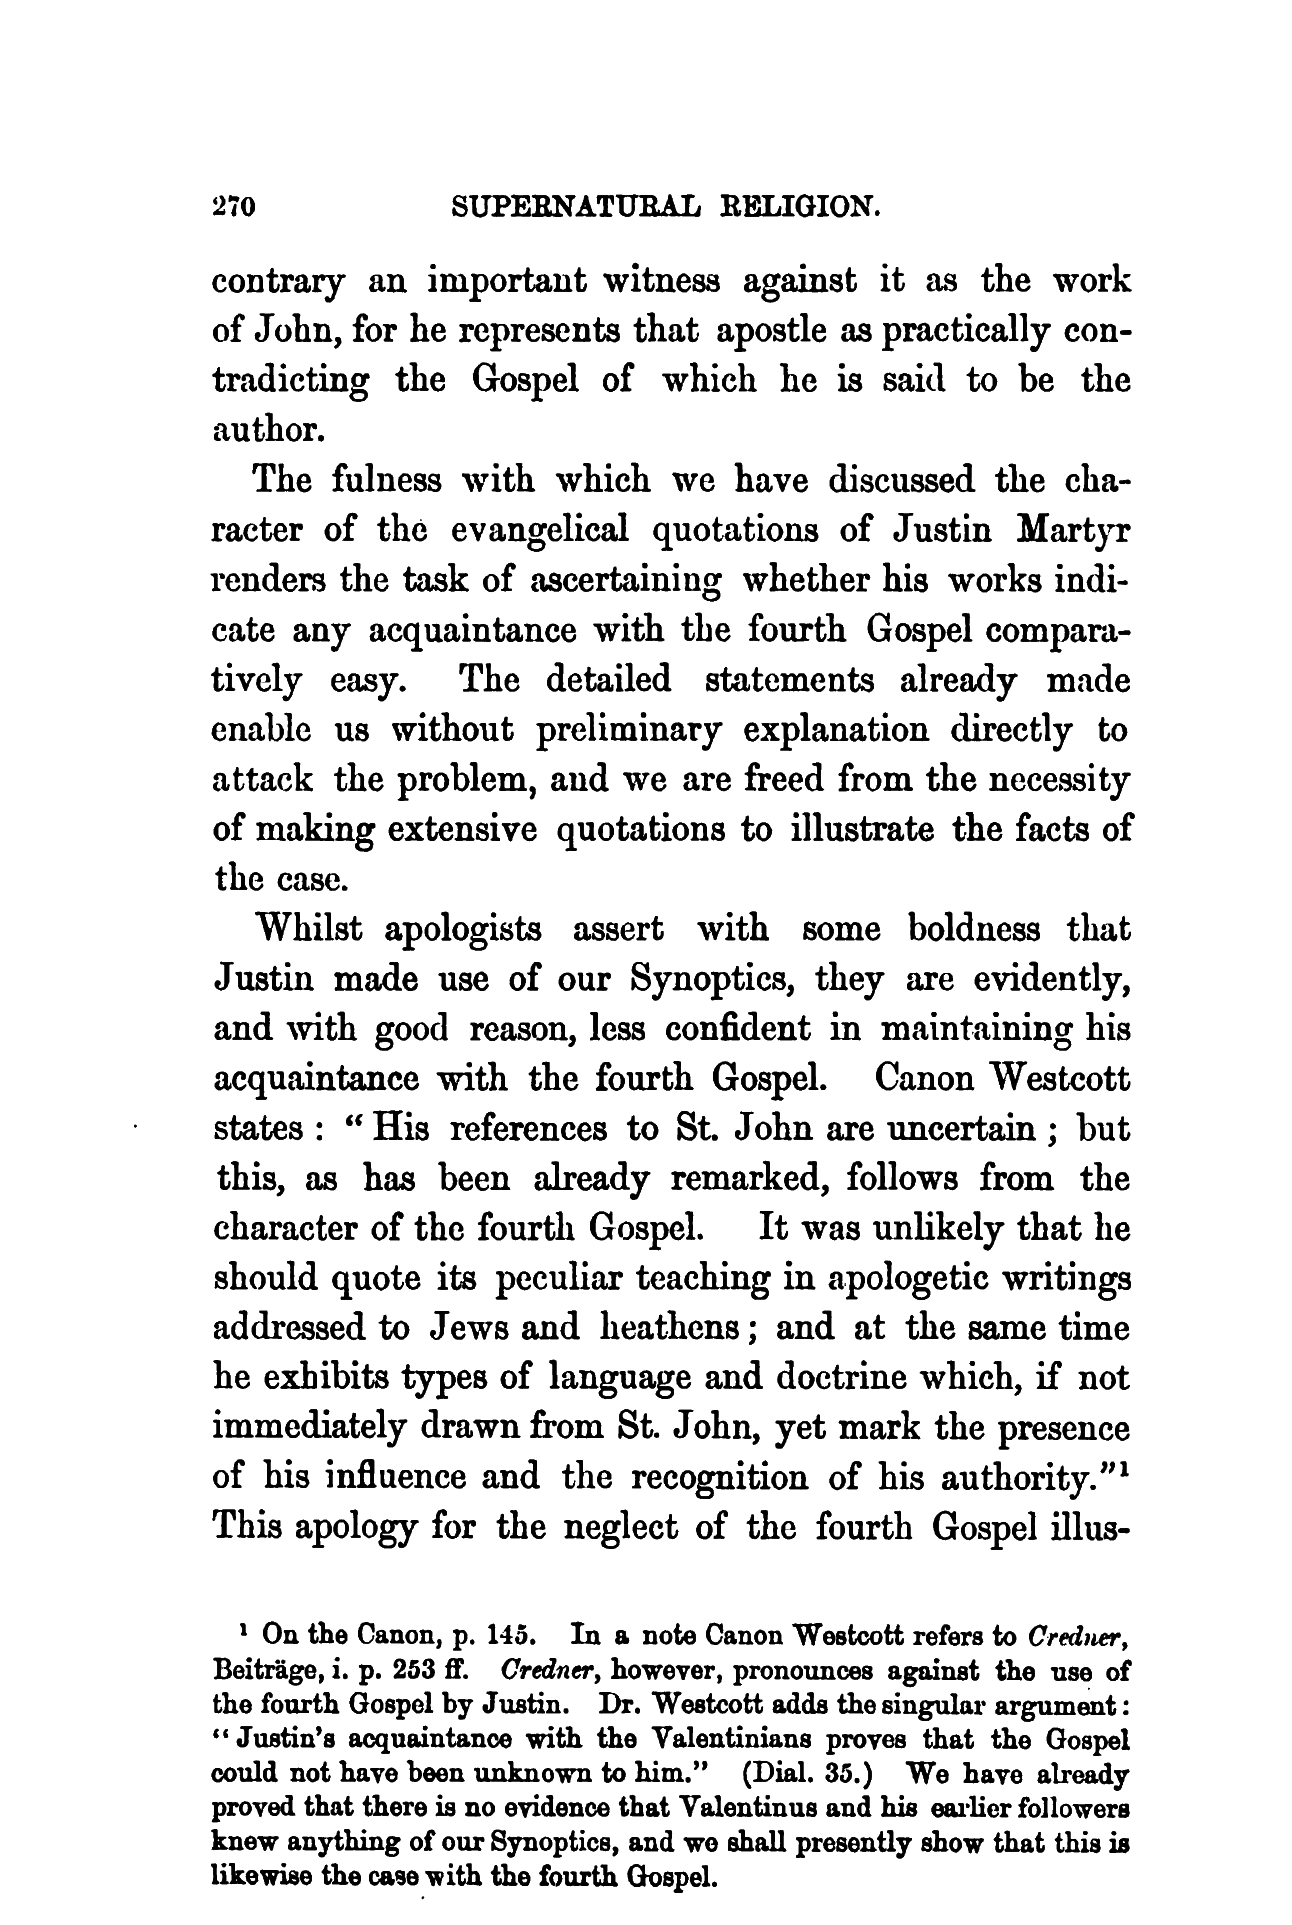 270 SUPERNATURAL RELIGION.
contrary an important witness against it as the work
of John, for he represents that apostle as practically con-
tradicting the Gospel of which he is said to be the
author.
The fulness with which we have discussed the cha-
racter of the evangelical quotations of Justin Martyr
renders the task of ascertaining whether his works indi-
cate any acquaintance with the fourth Gospel compara-
tively easy. The detailed statements already made
enable us without preliminary explanation directly to
attack the problem, and we are freed from the necessity
of making extensive quotations to illustrate the facts of
the case.
Whilst apologists assert with some boldness that
Justin made use of our Synoptics, they are evidently,
and with good reason, less confident in maintaining his
acquaintance with the fourth Gospel. Canon Westcott
states : “ His references to St. John are uncertain ; but
this, as has been already remarked, follows from the
character of the fourth Gospel. It was unlikely that he
should quote its peculiar teaching in apologetic writings
addressed to Jews and heathens ; and at the same time
he exhibits types of language and doctrine which, if not
immediately drawn from St. John, yet mark the presence
of his influence and the recognition of his authority.”¹
This apology for the neglect of the fourth Gospel illus-
¹ On the Canon, p. 145. In a note Canon Westcott refers to Credner,
Beiträge, i. p. 253 ff. Credner, however, pronounces against the use of
the fourth Gospel by Justin. Dr. Westcott adds the singular argument :
“ Justin’s acquaintance with the Valentinians proves that the Gospel
could not have been unknown to him.” (Dial. 35.) We have already
proved that there is no evidence that Valentinus and his earlier followers
knew anything of our Synoptics, and we shall presently show that this is
likewise the case with the fourth Gospel.